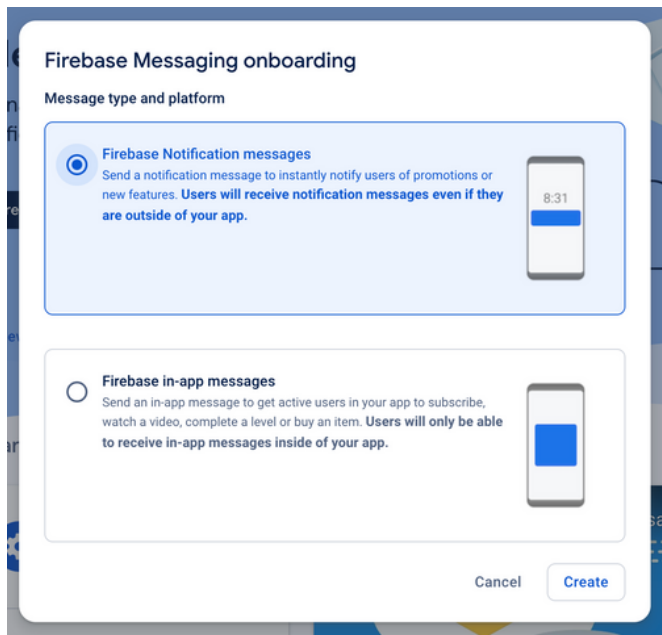 Firebase Messaging onboarding
Message type and platform
Firebase Notification messages
Send a notification message to instantly notify users of promotions or
new features. Users will receive notification messages even if they
are outside of your app.
8:31
Firebase in-app messages
Send an in-app message to get active users in your app to subscribe,
watch a video, complete a level or buy an item. Users will only be able
to receive in-app messages inside of your app.
Cancel
Create